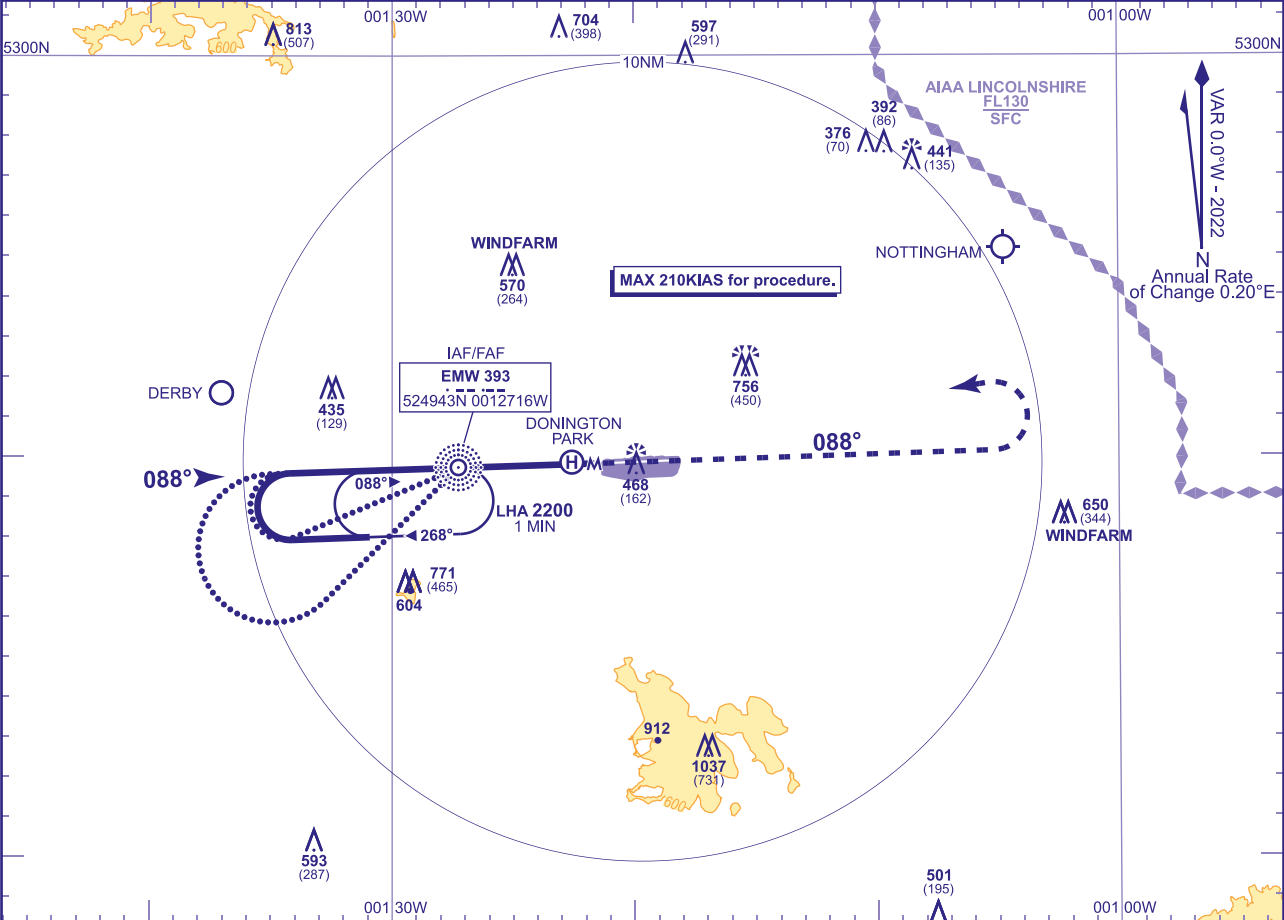 001:30W
001:00W
813
(507)
600
704
(398)
597
(291)
5300N
5300N
10NM
AIAA LINCOLNSHIRE
FL130
SFC
392
(86)
376
(70)
441
(135)
VAR 0.0°W - 2022
N
Annual Rate
of Change 0.20°E
NOTTINGHAM
WINDFARM
570
(264)
MAX 210KIAS for procedure.
IAF/FAF
EMW 393
524943N 0012716W
756
(450)
DERBY
435
(129)
DONINGTON
PARK
H
M
088°
088°
088°
468
(162)
LHA 2200
1 MIN
268°
650
(344)
WINDFARM
771
(465)
604
912
1037
(731)
600
593
(287)
501
(195)
001:30W
001:00W